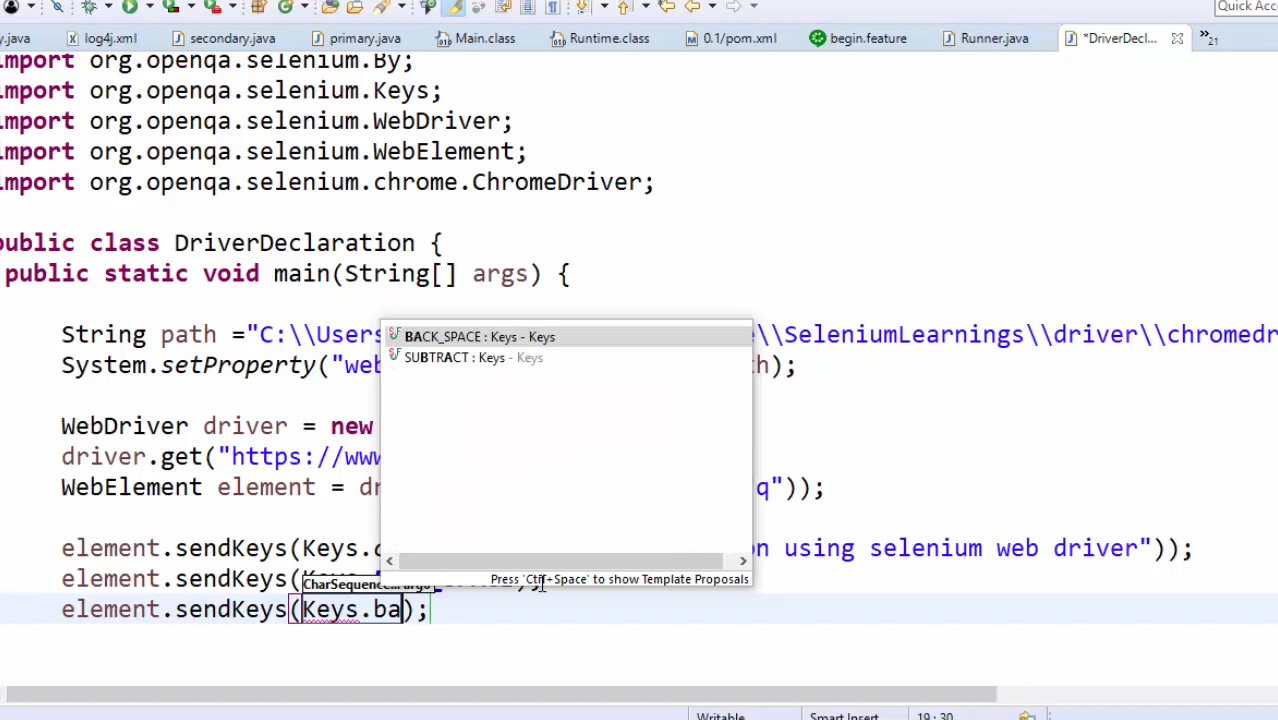 Quick Acc
y.java log4j.xml secondary.java primary.java Main.class Runtime.class 0.1/pom.xml begin.feature Runner.java *DriverDecl... »21
import org.openqa.selenium.By;
import org.openqa.selenium.Keys;
import org.openqa.selenium.WebDriver;
import org.openqa.selenium.WebElement;
import org.openqa.selenium.chrome.ChromeDriver;
public class DriverDeclaration {
public static void main(String[] args) {
String path ="C:\\Users e\\SeleniumLearnings\\driver\\chromedr
BACK_SPACE : Keys - Keys
SUBTRACT : Keys - Keys
System.setProperty("web h);
WebDriver driver = new
driver.get("https://www
WebElement element = dr q"));
element.sendKeys(Keys.c on using selenium web driver"));
element.sendKeys(
CharSequence... arg0
Press 'Ctrl+Space' to show Template Proposals
element.sendKeys(Keys.ba);
Writable Smart Insert 19 : 30